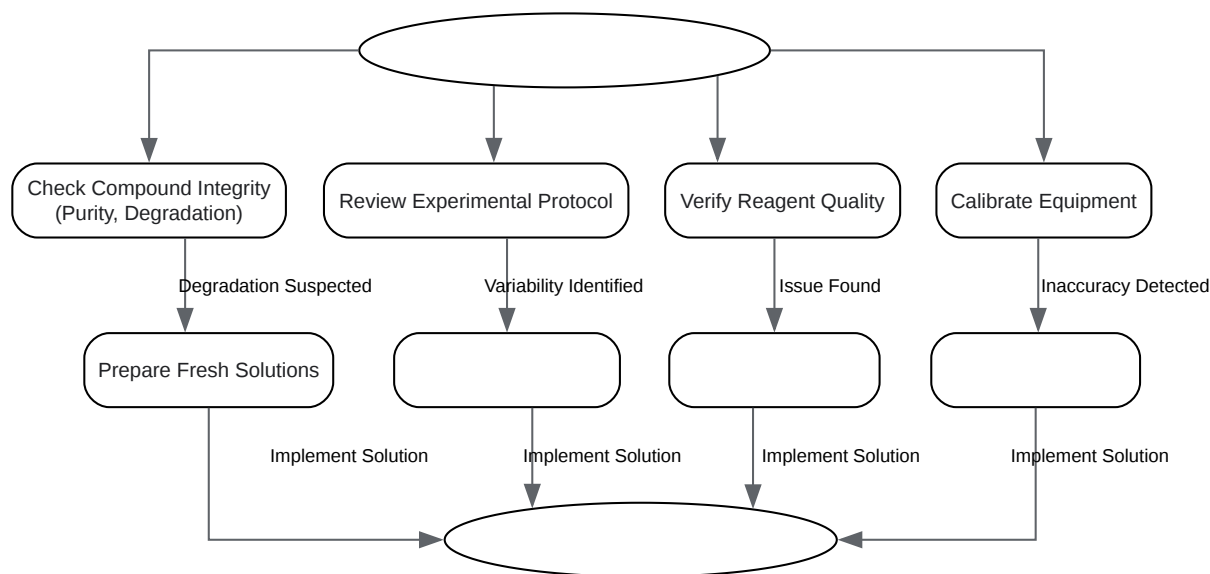 Check Compound Integrity
(Purity, Degradation)
Review Experimental Protocol
Verify Reagent Quality
Calibrate Equipment
Degradation Suspected
Variability Identified
Issue Found
Inaccuracy Detected
Prepare Fresh Solutions
Implement Solution
Implement Solution
Implement Solution
Implement Solution